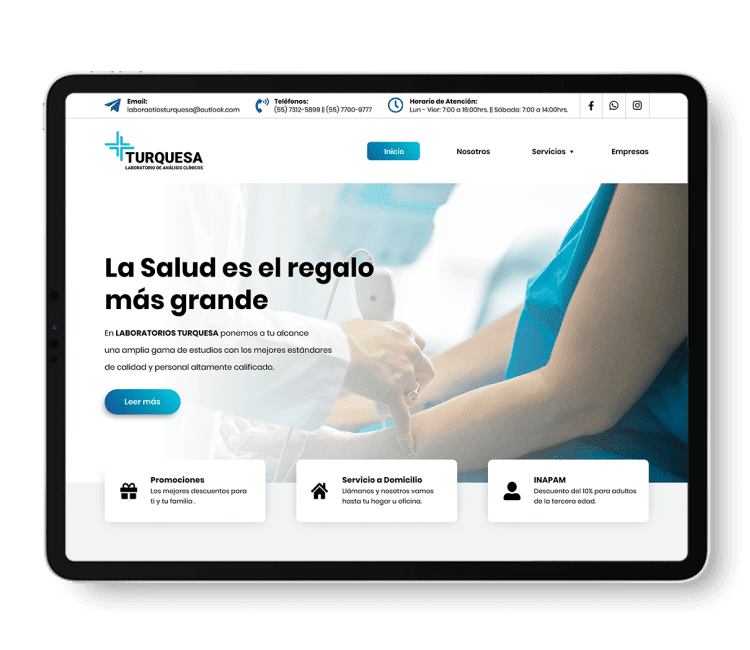 Email:
laboraotiosturquesa@outlook.com
Teléfonos:
(55) 7312-5899 || (55) 7700-9777
Horario de Atención:
Lun - Vier: 7:00 a 16:00hrs. || Sábado: 7:00 a 14:00hrs.
TURQUESA
LABORATORIO DE ANÁLISIS CLÍNICOS
Inicio
Nosotros
Servicios
Empresas
La Salud es el regalo
más grande
En LABORATORIOS TURQUESA ponemos a tu alcance
una amplia gama de estudios con los mejores estándares
de calidad y personal altamente calificado.
Leer más
Promociones
Los mejores descuentos para
ti y tu familia .
Servicio a Domicilio
Llámanos y nosotros vamos
hasta tu hogar u oficina.
INAPAM
Descuento del 10% para adultos
de la tercera edad.